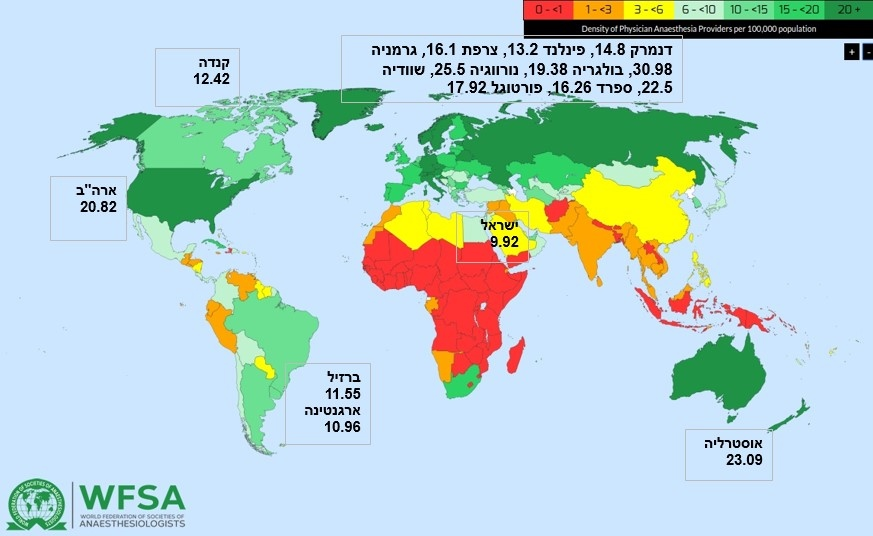 0 - <1 1 - <3 3 - <6 6 - <10 10 - <15 15 - <20 20 +
Density of Physician Anaesthesia Providers per 100,000 population
+ -
דנמרק 14.8, פינלנד 13.2, צרפת 16.1, גרמניה
30.98, בולגריה 19.38, נורווגיה 25.5, שוודיה
22.5, ספרד 16.26, פורטוגל 17.92
קנדה
12.42
ארה"ב
20.82
ישראל
9.92
ברזיל
11.55
ארגנטינה
10.96
אוסטרליה
23.09
WFSA
WORLD FEDERATION OF SOCIETIES OF
ANAESTHESIOLOGISTS